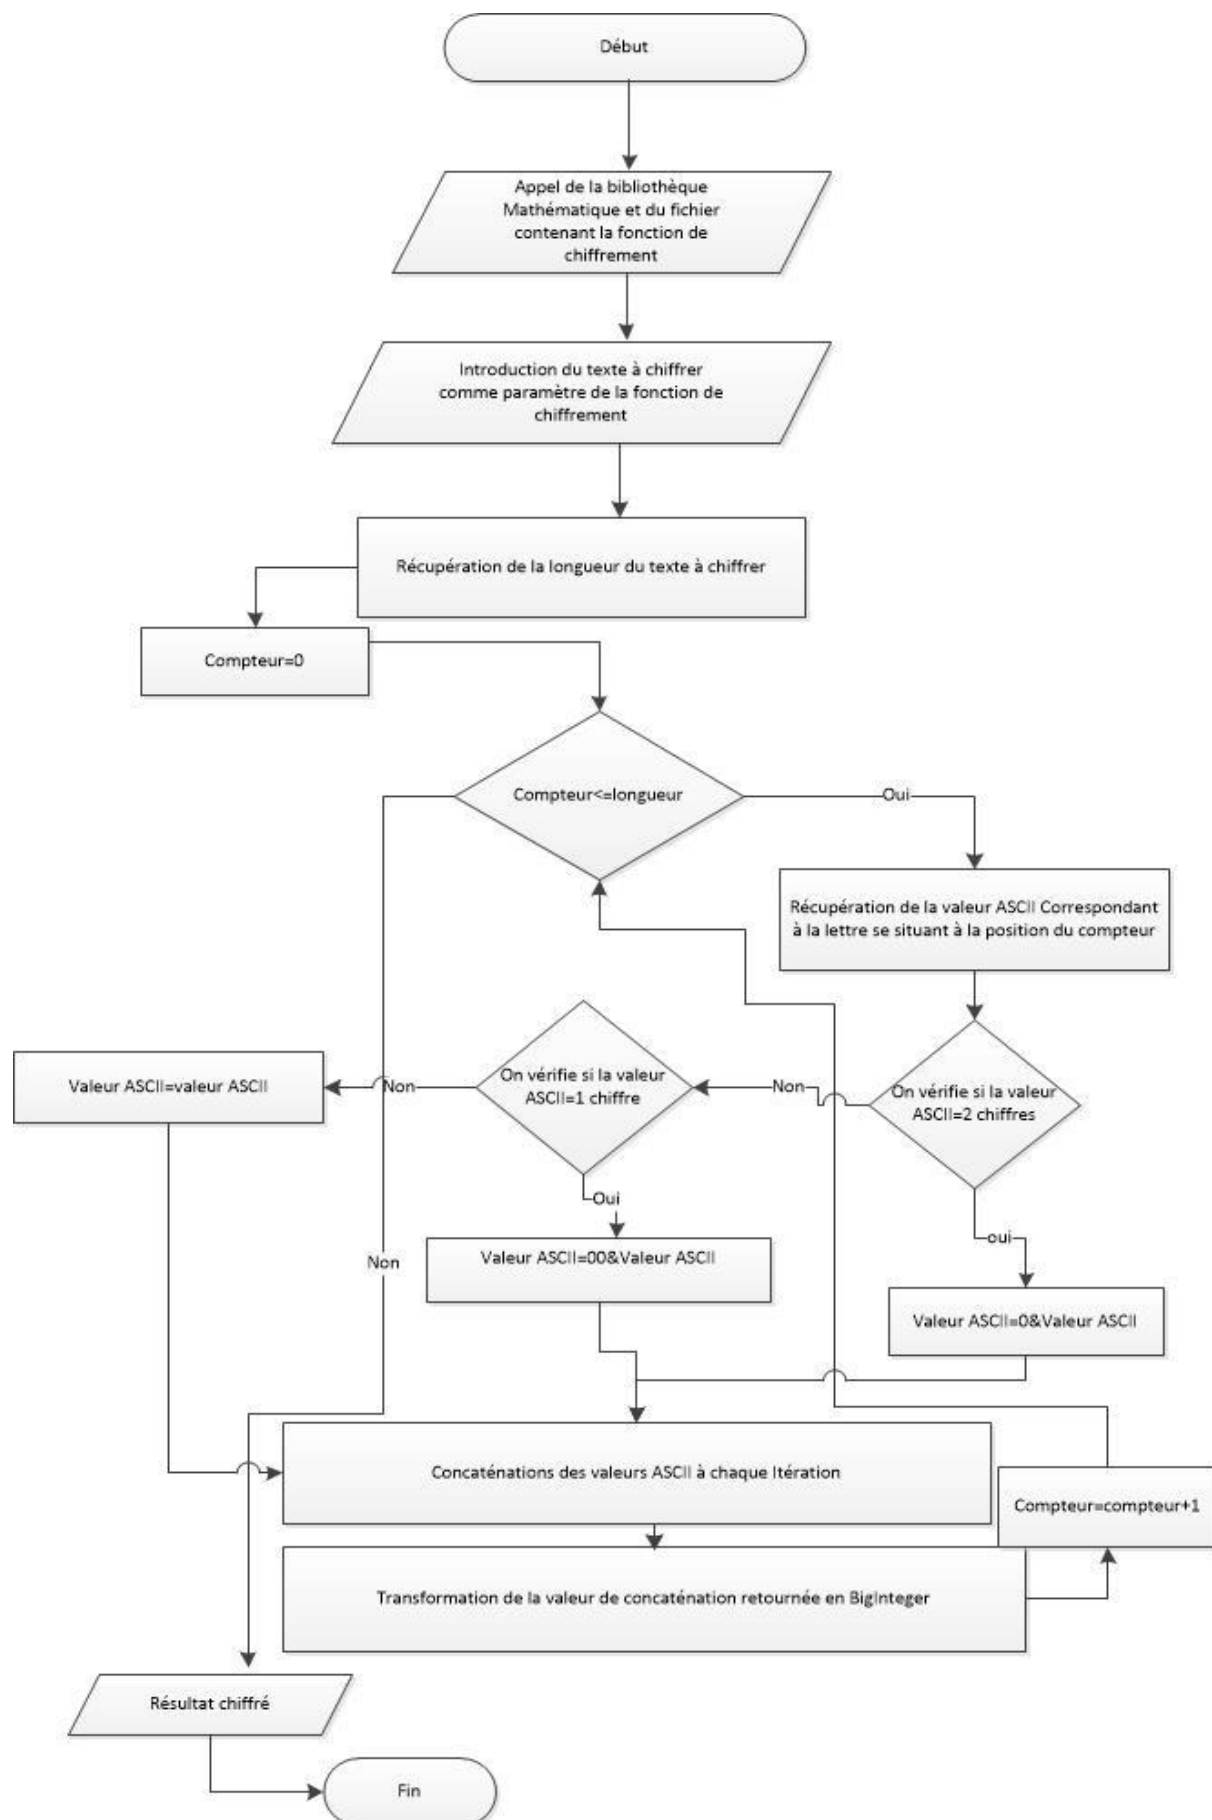 Début
Appel de la bibliothèque
Mathématique et du fichier
contenant la fonction de
chiffrement
Introduction du texte à chiffrer
comme paramètre de la fonction de
chiffrement
Récupération de la longueur du texte à chiffrer
Compteur=0
Compteur<=longueur
Oui
Récupération de la valeur ASCII Correspondant
à la lettre se situant à la position du compteur
On vérifie si la valeur
ASCII=2 chiffres
Non
On vérifie si la valeur
ASCII=1 chiffre
Non
Valeur ASCII=valeur ASCII
Oui
oui
Non
Valeur ASCII=00&Valeur ASCII
Valeur ASCII=0&Valeur ASCII
Concaténations des valeurs ASCII à chaque Itération
Compteur=compteur+1
Transformation de la valeur de concaténation retournée en BigInteger
Résultat chiffré
Fin